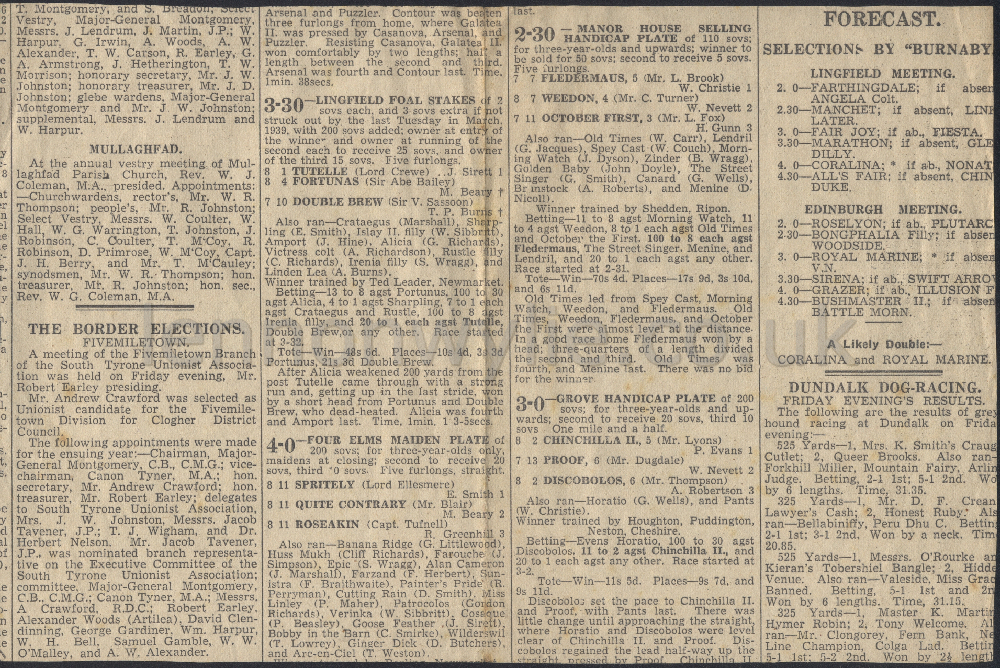 T. Montgomery, and S. Breadon; Select
Vestry, Major-General Montgomery,
Messrs. J. Lendrum, J. Martin, J.P.; W.
Harpur, G. Irwin, A. Woods, A. W.
Alexander, T. W. Carson, R. Earley, G.
A. Armstrong, J. Hetherington, T. W.
Morrison; honorary secretary, Mr. J. W.
Johnston; honorary treasurer, Mr. J. D.
Johnston; glebe wardens, Major-General
Montgomery and Mr. J. W. Johnston;
supplemental, Messrs. J. Lendrum and
W. Harpur.
MULLAGHFAD.
At the annual vestry meeting of Mul-
laghfad Parish Church, Rev. W. J.
Coleman, M.A., presided. Appointments:
—Churchwardens, rector's, Mr. W. R.
Thompson; people's, Mr. R. Johnston;
Select Vestry, Messrs. W. Coulter, W.
Hall, W. G. Warrington, T. Johnston, J.
Robinson, C. Coulter, T. M'Coy, R.
Robinson, D. Primrose, W. M'Coy, Capt.
J. H. Berry, and Mr. T. M'Cauley;
synodsmen, Mr. W. R. Thompson; hon.
treasurer, Mr. R. Johnston; hon. sec.,
Rev. W. G. Coleman, M.A.
THE BORDER ELECTIONS.
FIVEMILETOWN.
A meeting of the Fivemiletown Branch
of the South Tyrone Unionist Associa-
tion was held on Friday evening, Mr.
Robert Earley presiding.
Mr. Andrew Crawford was selected as
Unionist candidate for the Fivemile-
town Division for Clogher District
Council.
The following appointments were made
for the ensuing year:—Chairman, Major-
General Montgomery, C.B., C.M.G.; vice-
chairman, Canon Tyner, M.A.; hon.
secretary, Mr. Andrew Crawford; hon.
treasurer, Mr. Robert Earley; delegates
to South Tyrone Unionist Association,
Mrs. J. W. Johnston, Messrs. Jacob
Tavener, J.P.; T. J. Wigham, and Dr.
Herbert Nelson. Mr. Jacob Tavener,
J.P., was nominated branch representa-
tive on the Executive Committee of the
South Tyrone Unionist Association;
committee, Major-General Montgomery,
C.B., C.M.G.; Canon Tyner, M.A.; Messrs.
A Crawford, R.D.C.; Robert Earley,
Alexander Woods (Artilea), David Clen-
dinning, George Gardiner, Wm. Harpur,
W. H. Bell, Samuel Gamble, W. W.
O'Malley, and A. W. Alexander.
Arsenal and Puzzler. Contour was beaten
three furlongs from home, where Galatea
II. was pressed by Casanova, Arsenal, and
Puzzler. Resisting Casanova, Galatea II.
won comfortably by two lengths; half a
length between the second and third.
Arsenal was fourth and Contour last. Time,
1min. 38secs.
3-30—LINGFIELD FOAL STAKES of 2
sovs each, and 3 sovs extra if not
struck out by the last Tuesday in March,
1939, with 200 sovs added; owner at entry of
the winner and owner at running of the
second each to receive 25 sovs, and owner
of the third 15 sovs. Five furlongs.
8 1 TUTELLE (Lord Crewe) ..J. Sirett 1
8 4 FORTUNAS (Sir Abe Bailey)
M. Beary †
7 10 DOUBLE BREW (Sir V. Sassoon)
T. P. Burns †
Also ran—Crataegus (Marshall), Sharp-
ling (E. Smith), Islay II. filly (W. Sibbrit),
Amport (J. Hine), Alicia (G. Richards),
Victress colt (A. Richardson), Rustle filly
(C. Richards), Irenia filly (S. Wragg), and
Linden Lea (A. Burns).
Winner trained by Ted Leader, Newmarket.
Betting—13 to 8 agst Fortunus, 100 to 30
agst Alicia, 4 to 1 agst Sharpling, 7 to 1 each
agst Crataegus and Rustle, 100 to 8 agst
Irenia filly, and 20 to 1 each agst Tutelle,
Double Brew, or any other. Race started
at 3-32.
Tote—Win—48s 6d. Places—10s 4d, 3s 3d
Portunus, 21s 3d Double Brew.
After Alicia weakened 200 yards from the
post Tutelle came through with a strong
run and, getting up in the last stride, won
by a short head from Portunus and Double
Brew, who dead-heated. Alicia was fourth
and Amport last. Time, 1min, 1 3-5secs.
4-0—FOUR ELMS MAIDEN PLATE of
200 sovs; for three-year-olds only,
maidens at closing; second to receive 20
sovs, third 10 sovs. Five furlongs, straight.
8 11 SPRITELY (Lord Ellesmere)
E. Smith 1
8 11 QUITE CONTRARY (Mr. Blair)
M. Beary 2
8 11 ROSEAKIN (Capt. Tufnell)
R. Greenhill 3
Also ran—Banana Ridge (G. Littlewood),
Huss Mukh (Cliff Richards), Farouche (J.
Simpson), Epic (S. Wragg), Alan Cameron
(J. Marshall), Farzand (F. Herbert), Sun-
istra (F. Braithwaite), Painter's Pride (R.
Perryman), Cutting Rain (D. Smith), Miss
Linley (P. Maher), Patrocolos (Gordon
Richards), Verinka (W. Sibbritt), Cosetta
(P. Beasley), Goose Feather (J. Sirett),
Bobby in the Barn (C. Smirke), Wilderswil
(T. Lowrey), Ginger Dick (D. Butchers),
and Arc-en-Ciel (T. Weston).
last.
2-30 — MANOR HOUSE SELLING
HANDICAP PLATE of 110 sovs;
for three-year-olds and upwards; winner to
be sold for 50 sovs; second to receive 5 sovs.
Five furlongs.
7 7 FLEDERMAUS, 5 (Mr. L. Brook)
W. Christie 1
8 7 WEEDON, 4 (Mr. C. Turner)
W. Nevett 2
7 11 OCTOBER FIRST, 3 (Mr. L. Fox)
H. Gunn 3
Also ran—Old Times (W. Carr), Lendril
(G. Jacques), Spey Cast (W. Couch), Morn-
ing Watch (J. Dyson), Zinder (B. Wragg),
Golden Baby (John Doyle), The Street
Singer (G. Smith), Canard (G. Wells),
Brimstock (A. Roberts), and Menine (D.
Nicoll).
Winner trained by Shedden, Ripon.
Betting—11 to 8 agst Morning Watch, 11
to 4 agst Weedon, 8 to 1 each agst Old Times
and October the First, 100 to 8 each agst
Fledermaus, The Street Singer, Menine, and
Lendril, and 20 to 1 each agst any other.
Race started at 2-31.
Tote—Win—70s 4d. Places—17s 9d, 3s 10d,
and 6s 11d.
Old Times led from Spey Cast, Morning
Watch, Weedon, and Fledermaus. Old
Times, Weedon, Fledermaus, and October
the First were almost level at the distance.
In a good race home Fledermaus won by a
head; three-quarters of a length divided
the second and third. Old Times was
fourth, and Menine last. There was no bid
for the winner.
3-0—GROVE HANDICAP PLATE of 200
sovs; for three-year-olds and up-
wards; second to receive 20 sovs, third 10
sovs. One mile and a half.
8 2 CHINCHILLA II., 5 (Mr. Lyons)
P. Evans 1
7 13 PROOF, 6 (Mr. Dugdale)
W. Nevett 2
8 2 DISCOBOLOS, 6 (Mr. Thompson)
A. Robertson 3
Also ran—Horatio (G. Wells), and Pants
(W. Christie).
Winner trained by Houghton, Puddington,
Neston, Cheshire.
Betting—Evens Horatio, 100 to 30 agst
Discobolos, 11 to 2 agst Chinchilla II., and
20 to 1 each agst any other. Race started at
3-2.
Tote—Win—11s 5d. Places—9s 7d, and
9s 11d.
Discobolos set the pace to Chinchilla II.
and Proof, with Pants last. There was
little change until approaching the straight,
where Horatio and Discobolos were level
clear of Chinchilla II. and Proof. Dis-
cobolos regained the lead half-way up the
straight, pressed by Proof. Chinchilla II.
FORECAST.
SELECTIONS BY "BURNABY
LINGFIELD MEETING.
2. 0—FARTHINGDALE; if absen
ANGELA Colt.
2.30—MANCHET; if absent, LINK
LATER.
3. 0—FAIR JOY; if ab., FIESTA.
3.30—MARATHON; if absent, GLE
DILLY.
4. 0—CORALINA; * if ab., NONAT
4.30—ALL'S FAIR; if absent, CHIN
DUKE.
EDINBURGH MEETING.
2. 0—ROSELYON; if ab., PLUTARC
2.30—BONGPHALLA Filly; if absen
WOODSIDE.
3. 0—ROYAL MARINE; * if absen
V.N.
3.30—SIRENA; if ab., SWIFT ARROW
4. 0—GRAZER; if ab., ILLUSION F
4.30—BUSHMASTER II.; if absen
BATTLE MORN.
A Likely Double:—
CORALINA and ROYAL MARINE.
DUNDALK DOG-RACING.
FRIDAY EVENING'S RESULTS.
The following are the results of grey
hound racing at Dundalk on Frida
evening:—
525 Yards—1, Mrs. K. Smith's Craug
Cutlet; 2, Queer Brooks. Also ran—
Forkhill Miller, Mountain Fairy, Arlin
Judge. Betting, 2-1 1st; 5-1 2nd. Wo
by 6 lengths. Time, 31.35.
325 Yards—1, Mr. D. F. Crean
Lawyer's Cash; 2, Honest Ruby. Als
ran—Bellabiniffy, Peru Dhu C. Betting
2-1 1st; 3-1 2nd. Won by a neck. Time
20.85.
525 Yards—1, Messrs. O'Rourke an
Kieran's Tobershiel Bangle; 2, Hidde
Venue. Also ran—Valeside, Miss Grac
Banned. Betting, 5-1 1st and 2n
Won by 6 lengths. Time, 31.15.
325 Yards—1, Master K. Martin
Hymer Robin; 2, Tony Welcome. Al
ran—Mr. Clongorey, Fern Bank, Ne
Line Champion, Colga Lad. Bettin
5-1 1st; 5-2 2nd. Won by 2½ length